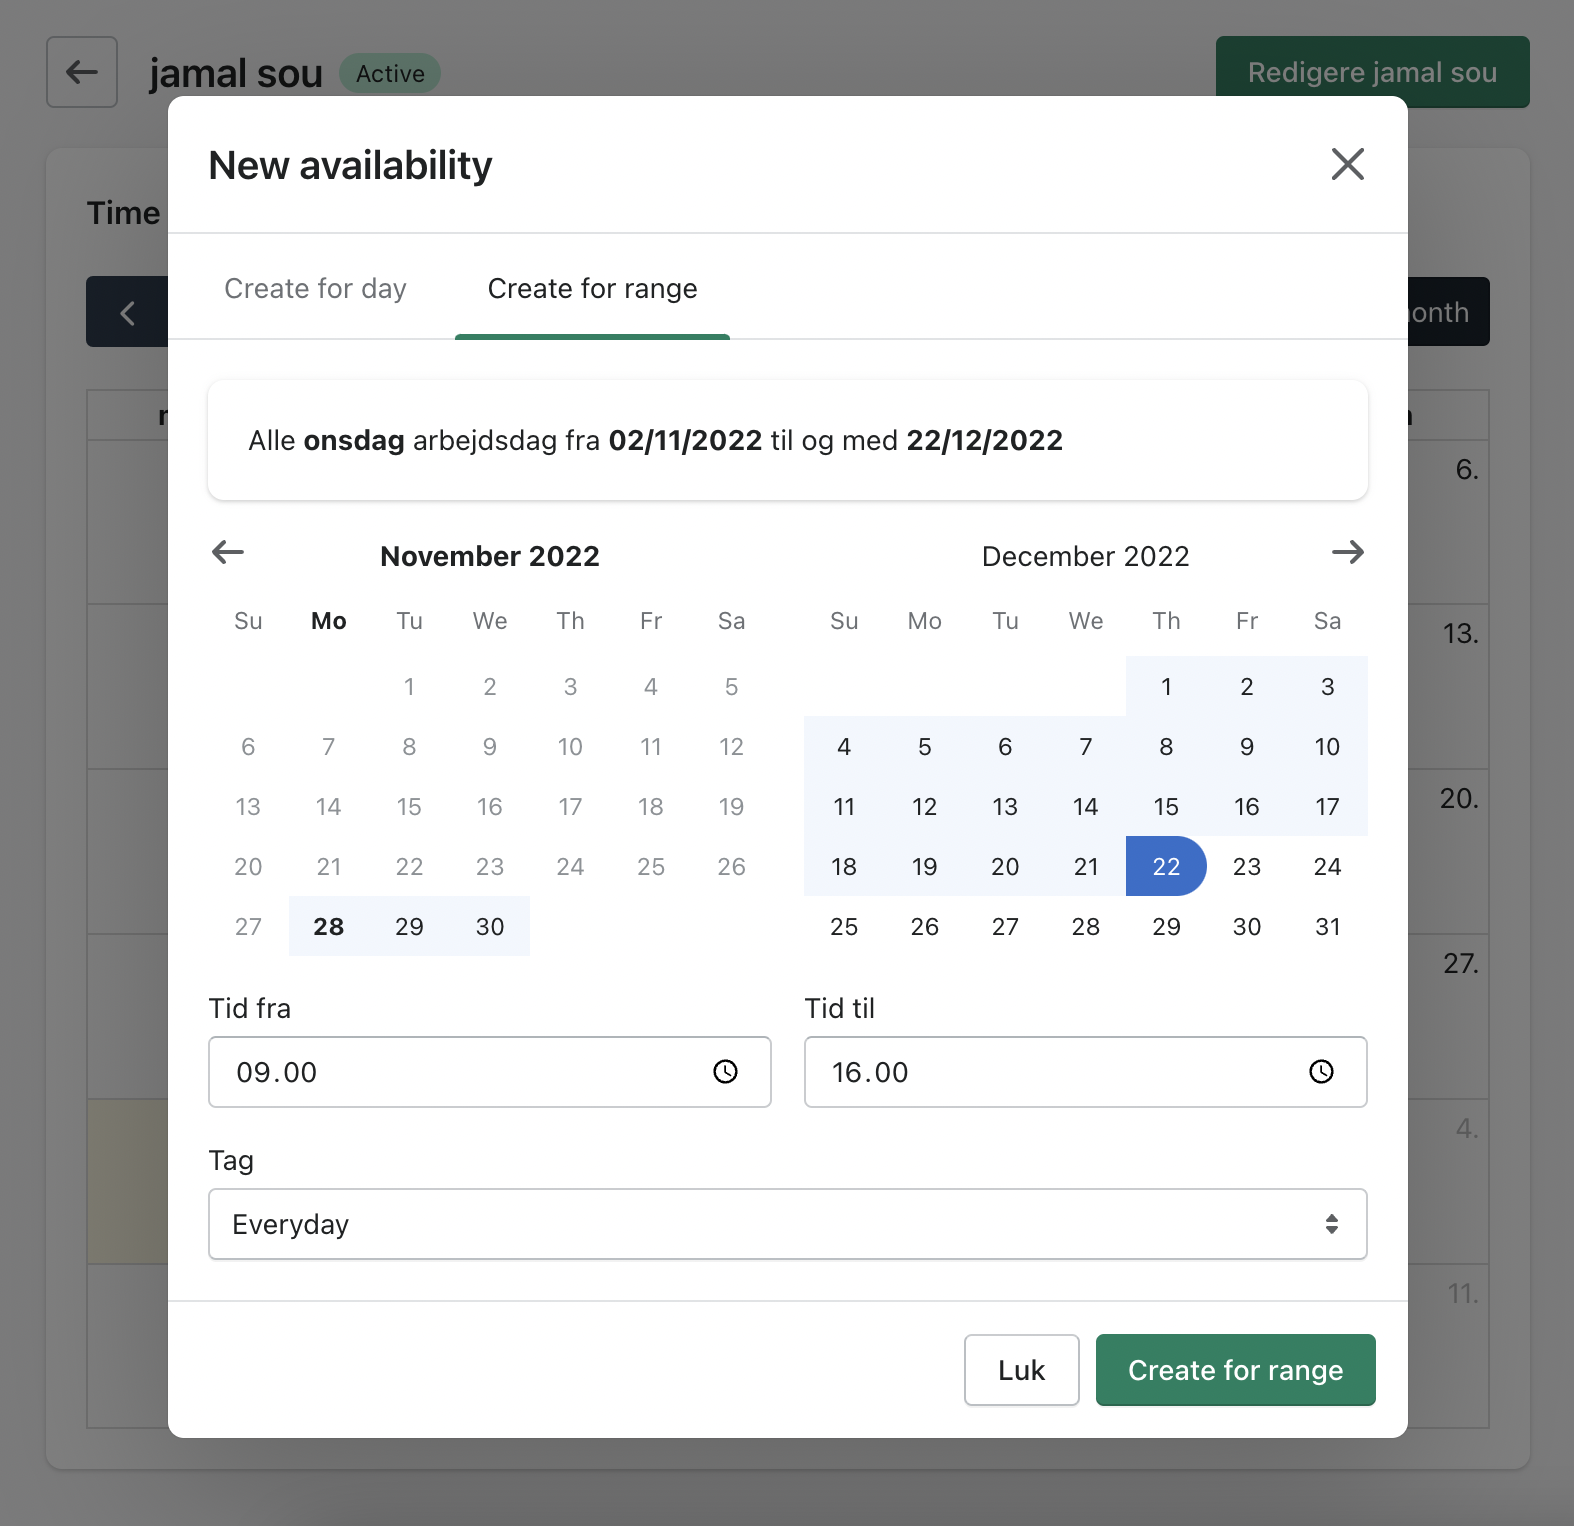 jamal sou Active Redigere jamal sou
New availability
Time
Create for day Create for range
Alle onsdag arbejdsdag fra 02/11/2022 til og med 22/12/2022
November 2022 December 2022
Su Mo Tu We Th Fr Sa Su Mo Tu We Th Fr Sa
1 2 3 4 5 1 2 3
6 7 8 9 10 11 12 4 5 6 7 8 9 10
13 14 15 16 17 18 19 11 12 13 14 15 16 17
20 21 22 23 24 25 26 18 19 20 21 22 23 24
27 28 29 30 25 26 27 28 29 30 31
6.
13.
20.
27.
4.
11.
Tid fra Tid til
09.00 16.00
Tag
Everyday
Luk Create for range